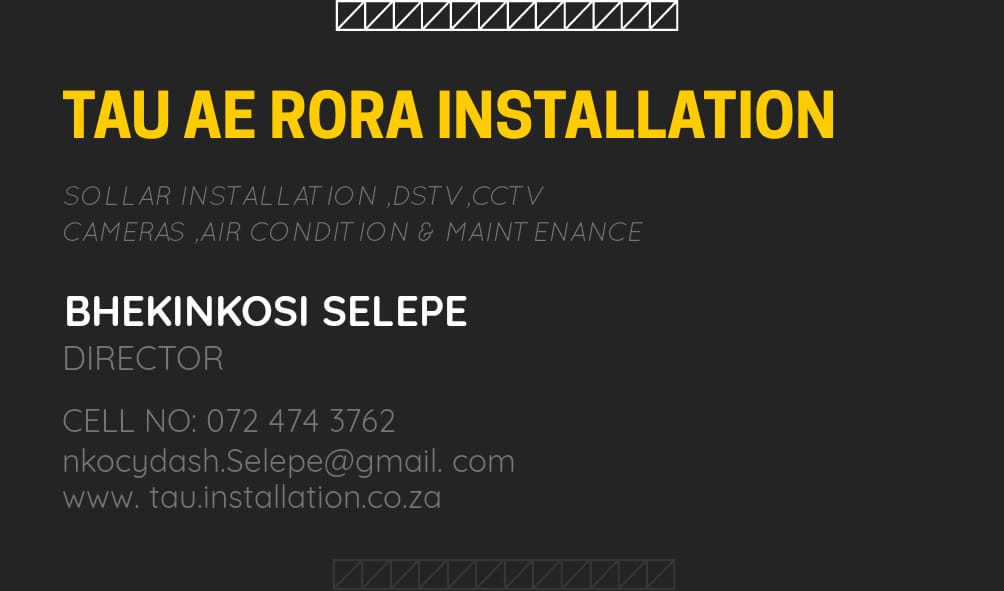 TAU AE RORA INSTALLATION
SOLLAR INSTALLATION ,DSTV,CCTV
CAMERAS ,AIR CONDITION & MAINTENANCE
BHEKINKOSI SELEPE
DIRECTOR
CELL NO: 072 474 3762
nkocydash.Selepe@gmail. com
www. tau.installation.co.za